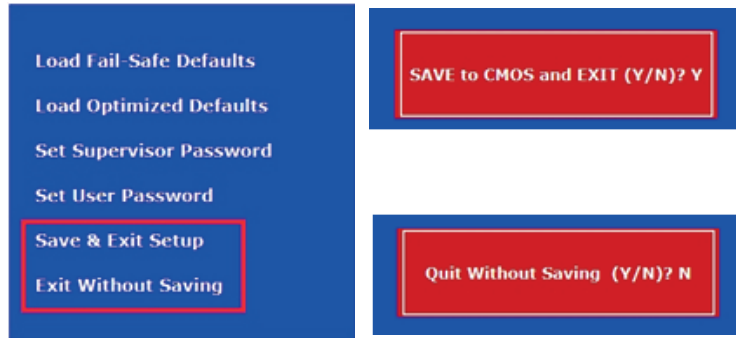 Load Fail-Safe Defaults
Load Optimized Defaults
Set Supervisor Password
Set User Password
Save & Exit Setup
Exit Without Saving
SAVE to CMOS and EXIT (Y/N)? Y
Quit Without Saving (Y/N)? N